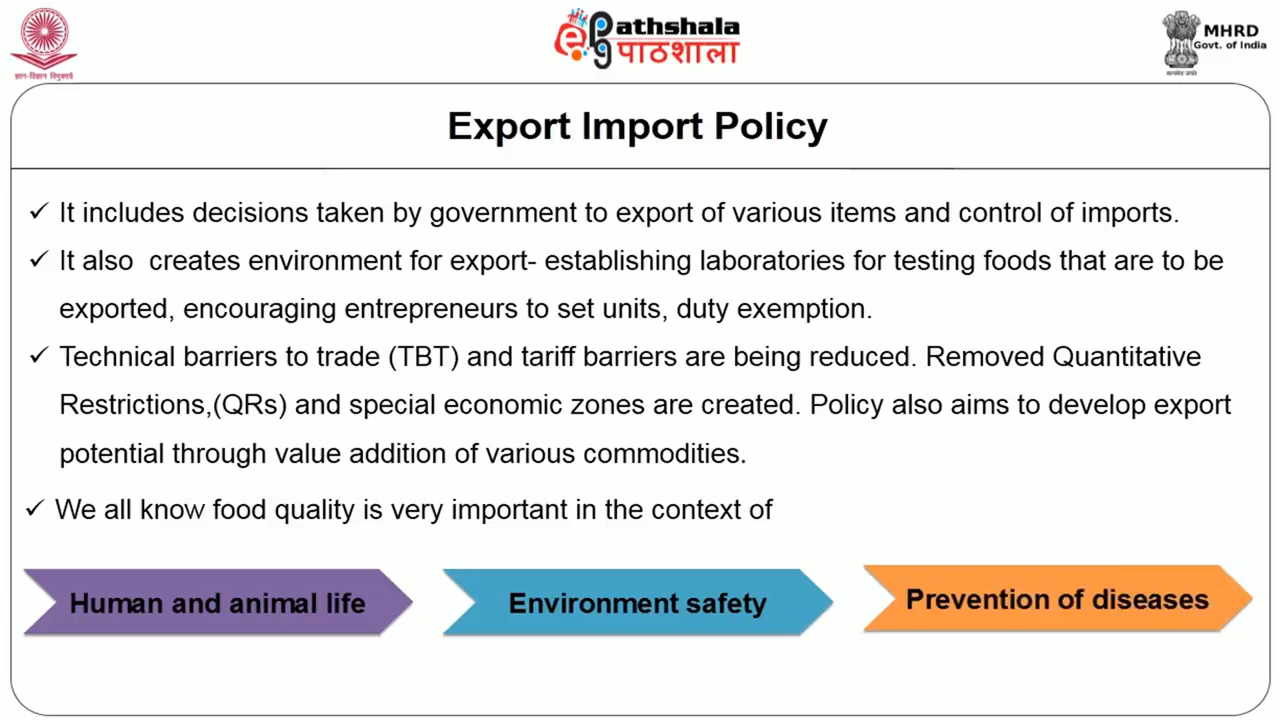 ज्ञान-विज्ञान विमुक्तये
ePathshala
पाठशाला
सत्यमेव जयते
MHRD
Govt. of India
Export Import Policy
✓ It includes decisions taken by government to export of various items and control of imports.
✓ It also creates environment for export- establishing laboratories for testing foods that are to be
exported, encouraging entrepreneurs to set units, duty exemption.
✓ Technical barriers to trade (TBT) and tariff barriers are being reduced. Removed Quantitative
Restrictions,(QRs) and special economic zones are created. Policy also aims to develop export
potential through value addition of various commodities.
✓ We all know food quality is very important in the context of
Human and animal life
Environment safety
Prevention of diseases